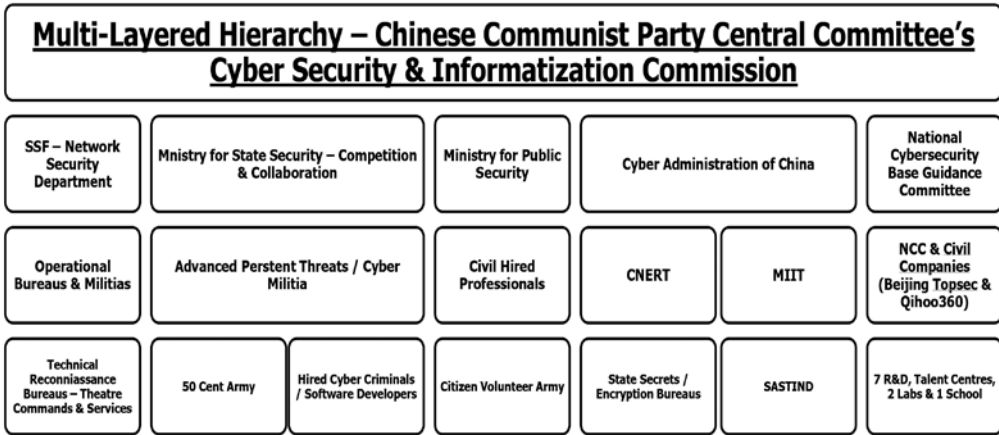 Multi-Layered Hierarchy – Chinese Communist Party Central Committee's
Cyber Security & Informatization Commission
SSF – Network
Security
Department
Mnistry for State Security – Competition
& Collaboration
Ministry for Public
Security
Cyber Administration of China
National
Cybersecurity
Base Guidance
Committee
Operational
Bureaus & Militias
Advanced Perstent Threats / Cyber
Militia
Civil Hired
Professionals
CNERT
MIIT
NCC & Civil
Companies
(Beijing Topsec &
Qihoo360)
Technical
Reconniassance
Bureaus – Theatre
Commands & Services
50 Cent Army
Hired Cyber Criminals
/ Software Developers
Citizen Volunteer Army
State Secrets /
Encryption Bureaus
SASTIND
7 R&D, Talent Centres,
2 Labs & 1 School